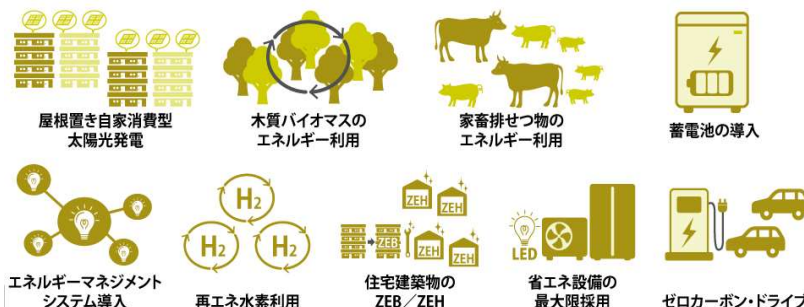 屋根置き自家消費型
太陽光発電
木質バイオマスの
エネルギー利用
家畜排せつ物の
エネルギー利用
蓄電池の導入
H2
H2
H2
ZEH
ZEH
ZEB
ZEH
ZEH
LED
エネルギーマネジメント
システム導入
再エネ水素利用
住宅建築物の
ZEB／ZEH
省エネ設備の
最大限採用
ゼロカーボン・ドライブ